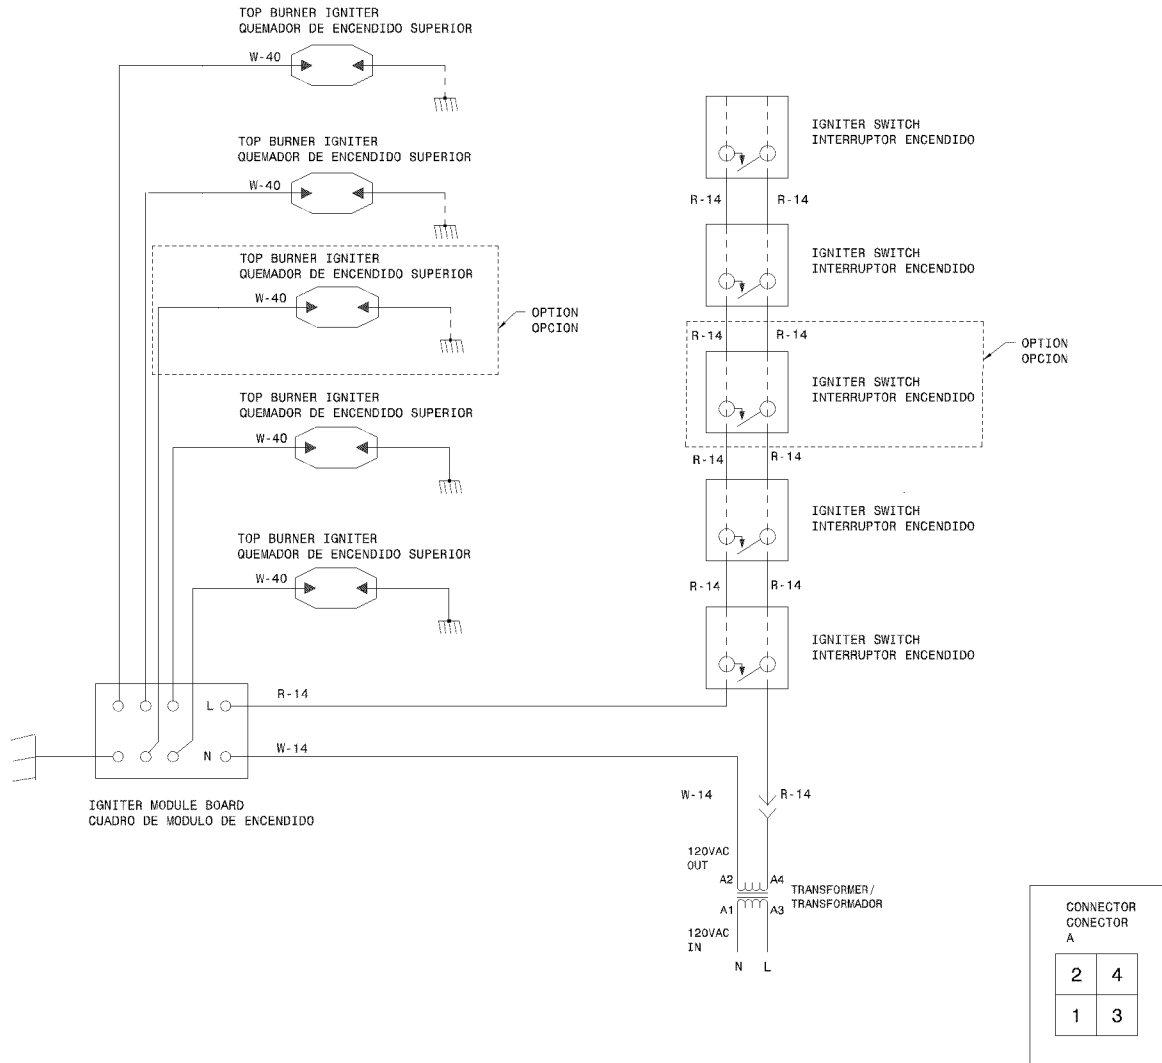 TOP BURNER IGNITER
QUEMADOR DE ENCENDIDO SUPERIOR
W-40
TOP BURNER IGNITER
QUEMADOR DE ENCENDIDO SUPERIOR
W-40
TOP BURNER IGNITER
QUEMADOR DE ENCENDIDO SUPERIOR
W-40
OPTION
OPCION
TOP BURNER IGNITER
QUEMADOR DE ENCENDIDO SUPERIOR
W-40
TOP BURNER IGNITER
QUEMADOR DE ENCENDIDO SUPERIOR
W-40
L
N
R-14
W-14
IGNITER MODULE BOARD
CUADRO DE MODULO DE ENCENDIDO
IGNITER SWITCH
INTERRUPTOR ENCENDIDO
R-14 R-14
IGNITER SWITCH
INTERRUPTOR ENCENDIDO
R-14 R-14
OPTION
OPCION
IGNITER SWITCH
INTERRUPTOR ENCENDIDO
R-14 R-14
IGNITER SWITCH
INTERRUPTOR ENCENDIDO
R-14 R-14
IGNITER SWITCH
INTERRUPTOR ENCENDIDO
W-14 R-14
120VAC
OUT
A2 A4
TRANSFORMER/
TRANSFORMADOR
A1 A3
120VAC
IN
N L
CONNECTOR
CONECTOR
A
2 4
1 3